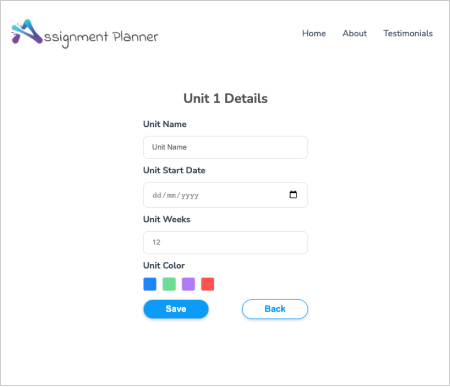 Assignment Planner
Home About Testimonials
Unit 1 Details
Unit Name
Unit Name
Unit Start Date
dd/mm/yyyy
Unit Weeks
12
Unit Color
Save Back